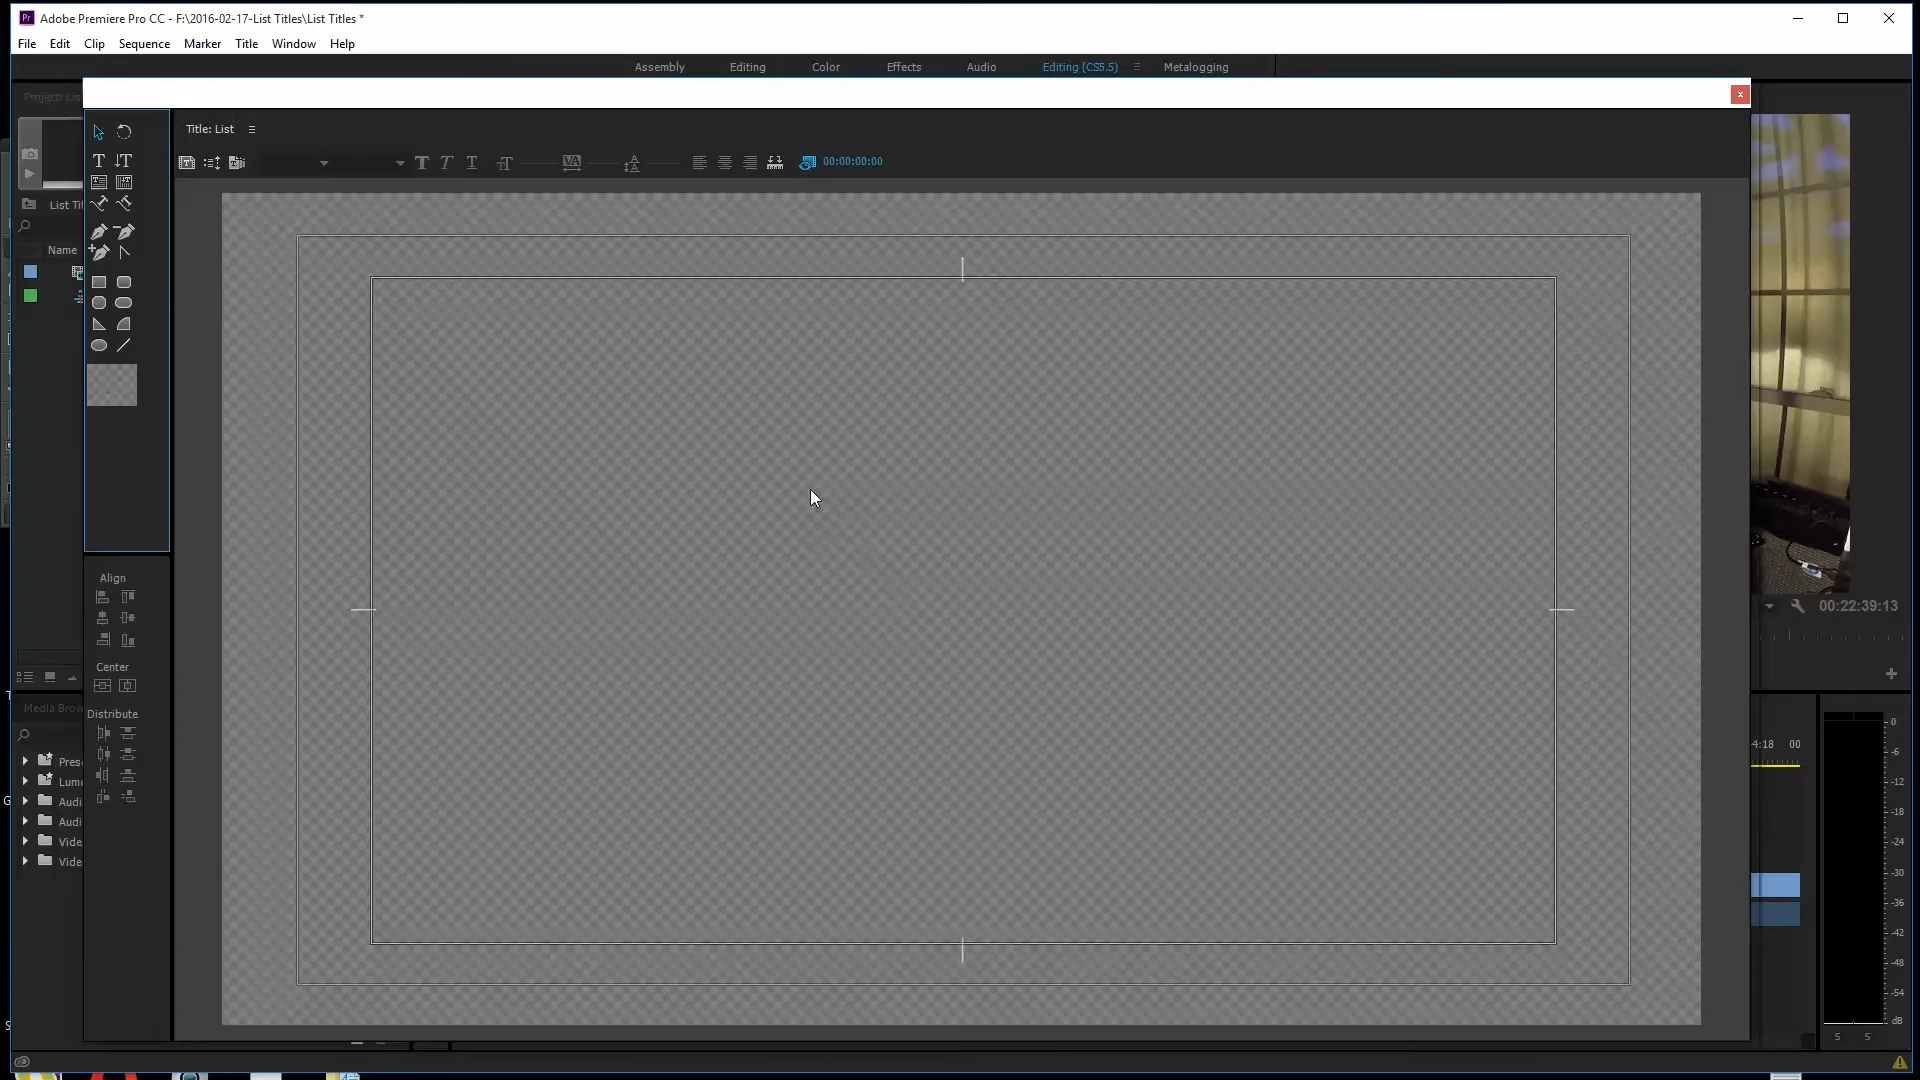 Adobe Premiere Pro CC - F:\2016-02-17-List Titles\List Titles *
File Edit Clip Sequence Marker Title Window Help
Assembly Editing Color Effects Audio Editing (CS5.5) Metalogging
Title: List
00:00:00:00
List Ti
Name
Align
Center
Distribute
00:22:39:13
Media Brow
Prese
Lume
Audi
Audi
Vide
Vide
4:18 00
0
-6
-12
-18
-24
-30
-36
-42
-48
-54
dB
S S